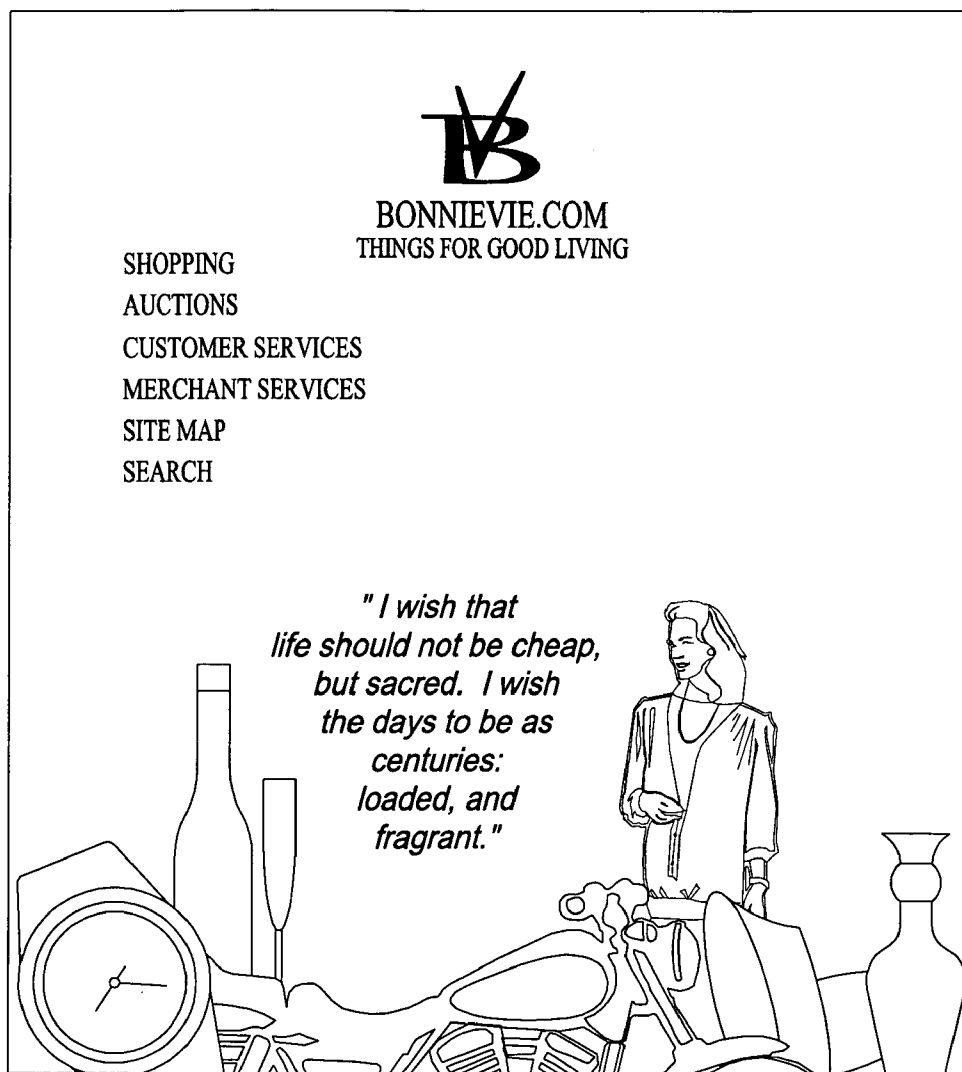 BV
BONNIEVIE.COM
THINGS FOR GOOD LIVING
SHOPPING
AUCTIONS
CUSTOMER SERVICES
MERCHANT SERVICES
SITE MAP
SEARCH
" I wish that
life should not be cheap,
but sacred. I wish
the days to be as
centuries:
loaded, and
fragrant."